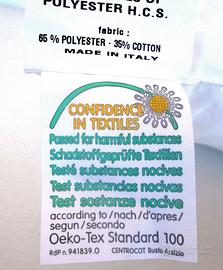 POLYESTER H.C.S.
fabric :
65 % POLYESTER - 35% COTTON
MADE IN ITALY
CONFIDENCE
IN TEXTILES
Passed for harmful substances
Schadstoffgeprüfte Textilien
Testé substances nocives
Test substancias nocivas
Test sostanze nocive
according to/nach/d'apres/
segun/secondo
Oeko-Tex Standard 100
RdP n. 941839.0 CENTROCOT Busto Arsizio